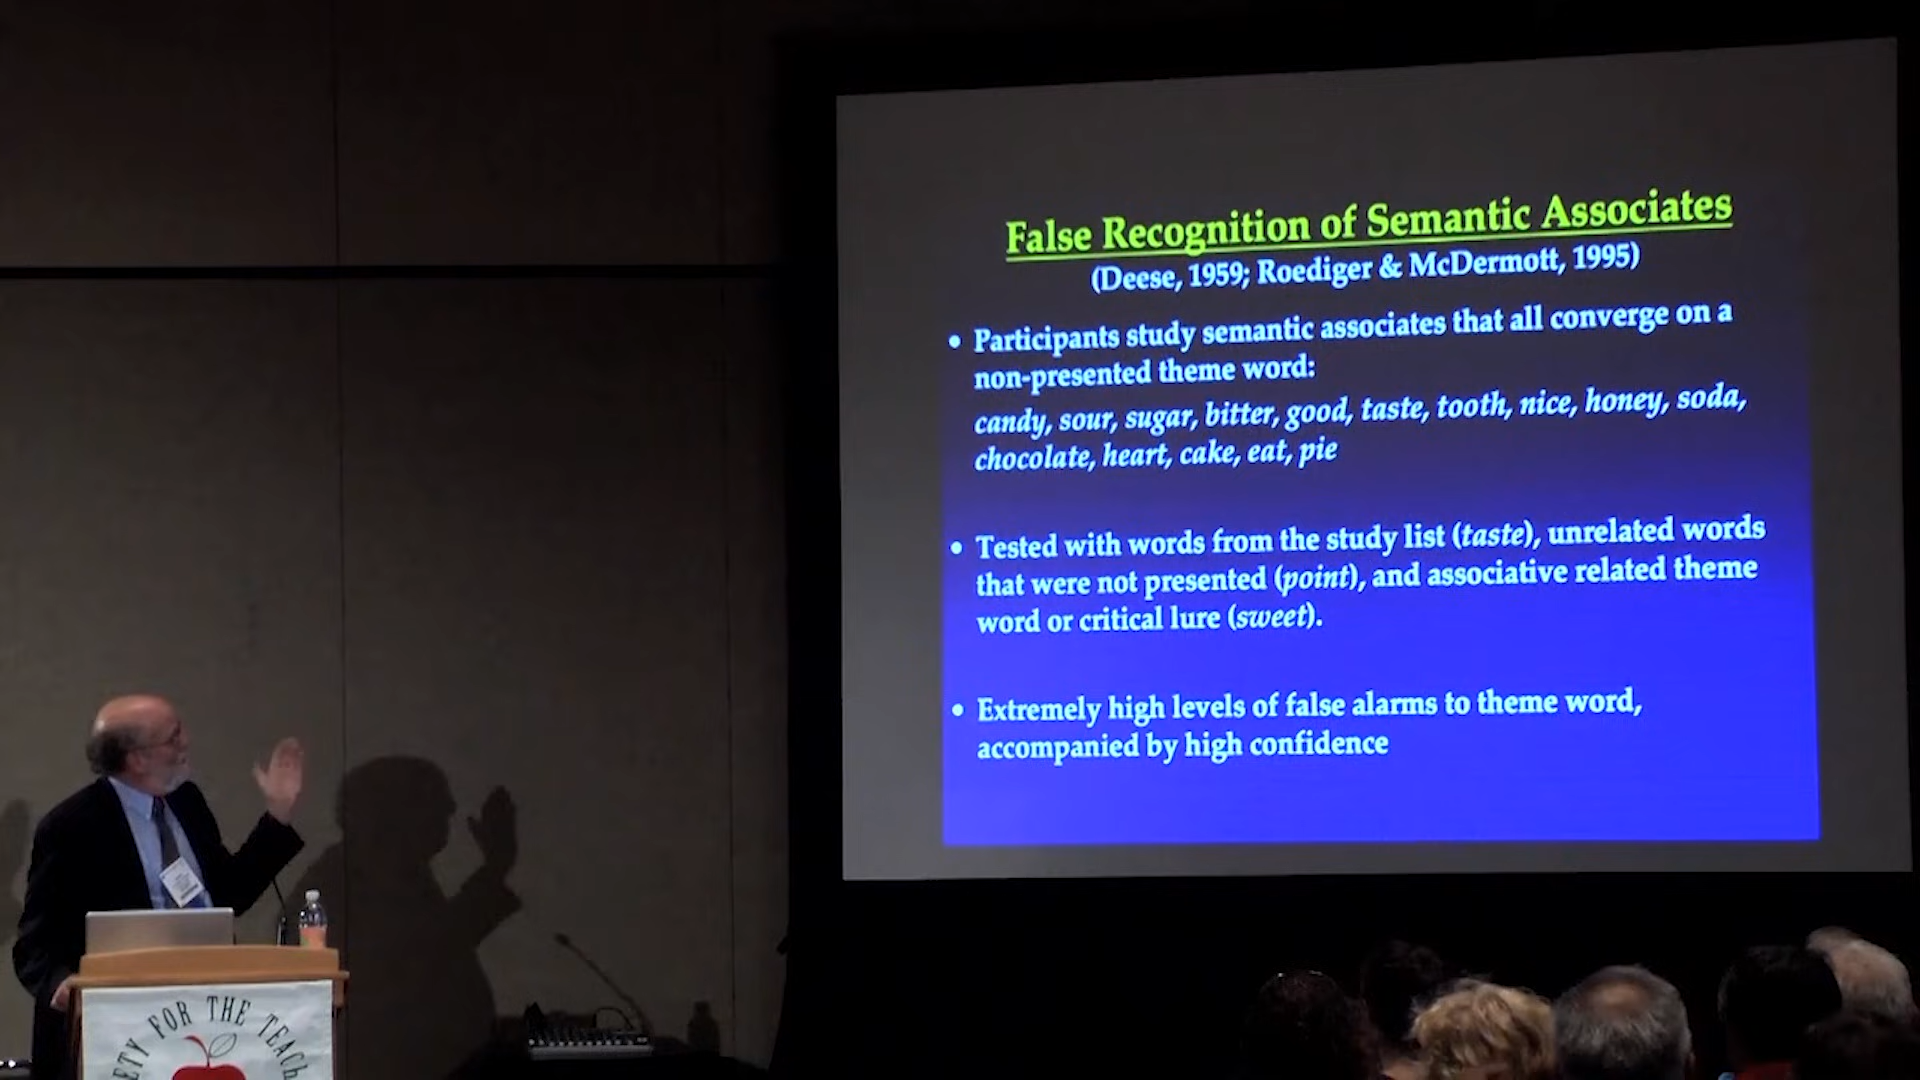 False Recognition of Semantic Associates
(Deese, 1959; Roediger & McDermott, 1995)
• Participants study semantic associates that all converge on a
non-presented theme word:
candy, sour, sugar, bitter, good, taste, tooth, nice, honey, soda,
chocolate, heart, cake, eat, pie
• Tested with words from the study list (taste), unrelated words
that were not presented (point), and associative related theme
word or critical lure (sweet).
• Extremely high levels of false alarms to theme word,
accompanied by high confidence
ETY FOR THE TEACH